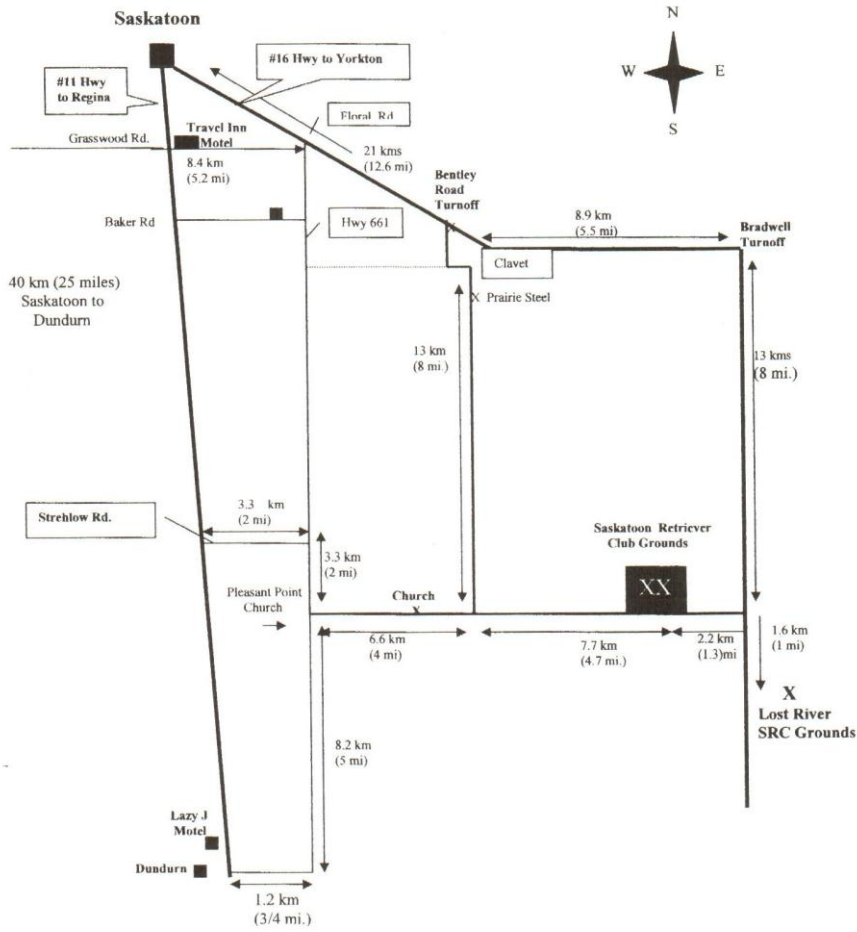 Saskatoon
N
W E
S
#11 Hwy
to Regina
#16 Hwy to Yorkton
Floral Rd
Grasswood Rd.
Travel Inn
Motel
8.4 km
(5.2 mi)
21 kms
(12.6 mi)
Bentley
Road
Turnoff
Baker Rd
Hwy 661
8.9 km
(5.5 mi)
Bradwell
Turnoff
Clavet
40 km (25 miles)
Saskatoon to
Dundurn
X Prairie Steel
13 km
(8 mi.)
13 kms
(8 mi.)
Strehlow Rd.
3.3 km
(2 mi)
3.3 km
(2 mi)
Saskatoon Retriever
Club Grounds
XX
Pleasant Point
Church
Church
x
6.6 km
(4 mi)
7.7 km
(4.7 mi.)
2.2 km
(1.3)mi
1.6 km
(1 mi)
X
Lost River
SRC Grounds
8.2 km
(5 mi)
Lazy J
Motel
Dundurn
1.2 km
(3/4 mi.)